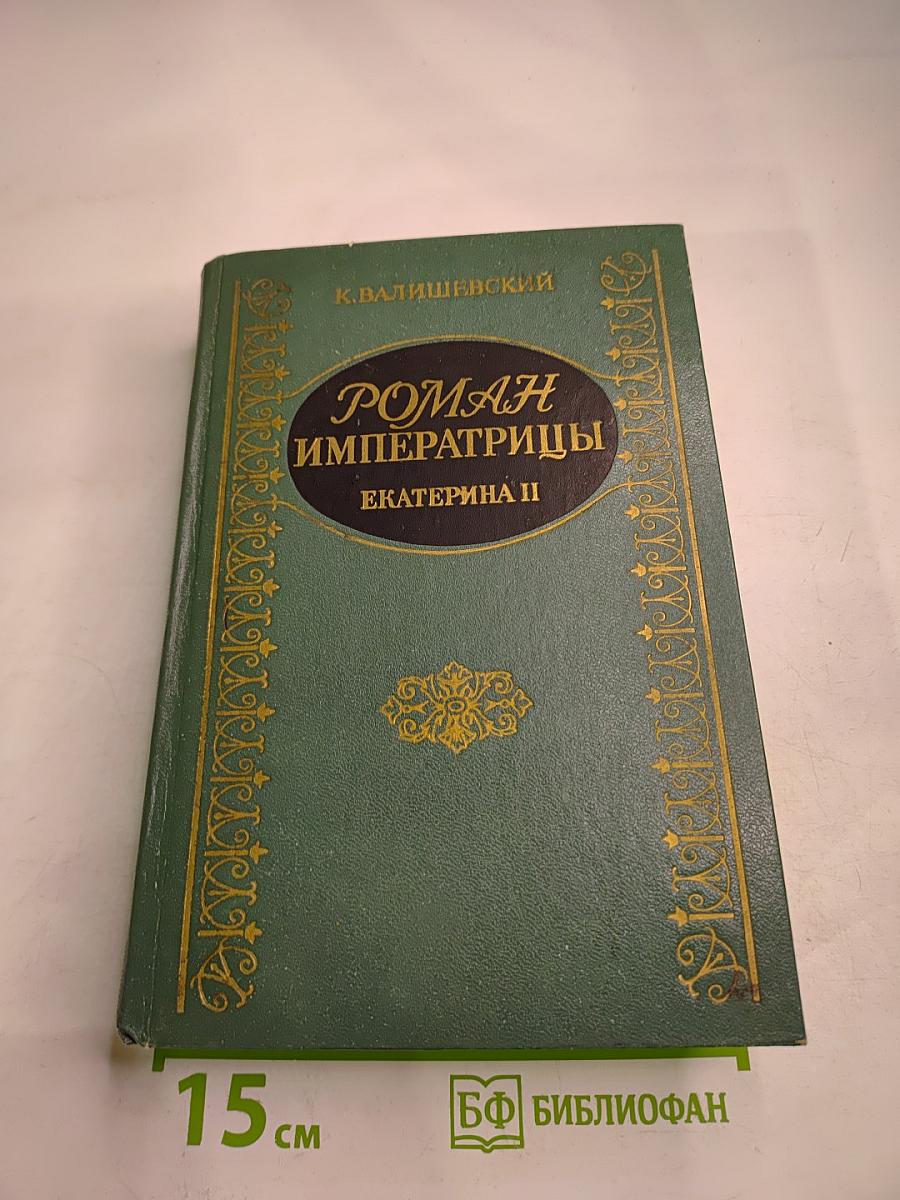 К. ВАЛИШЕВСКИЙ
РОМАН
ИМПЕРАТРИЦЫ
ЕКАТЕРИНА II
15 см
БФ БИБЛИОФАН